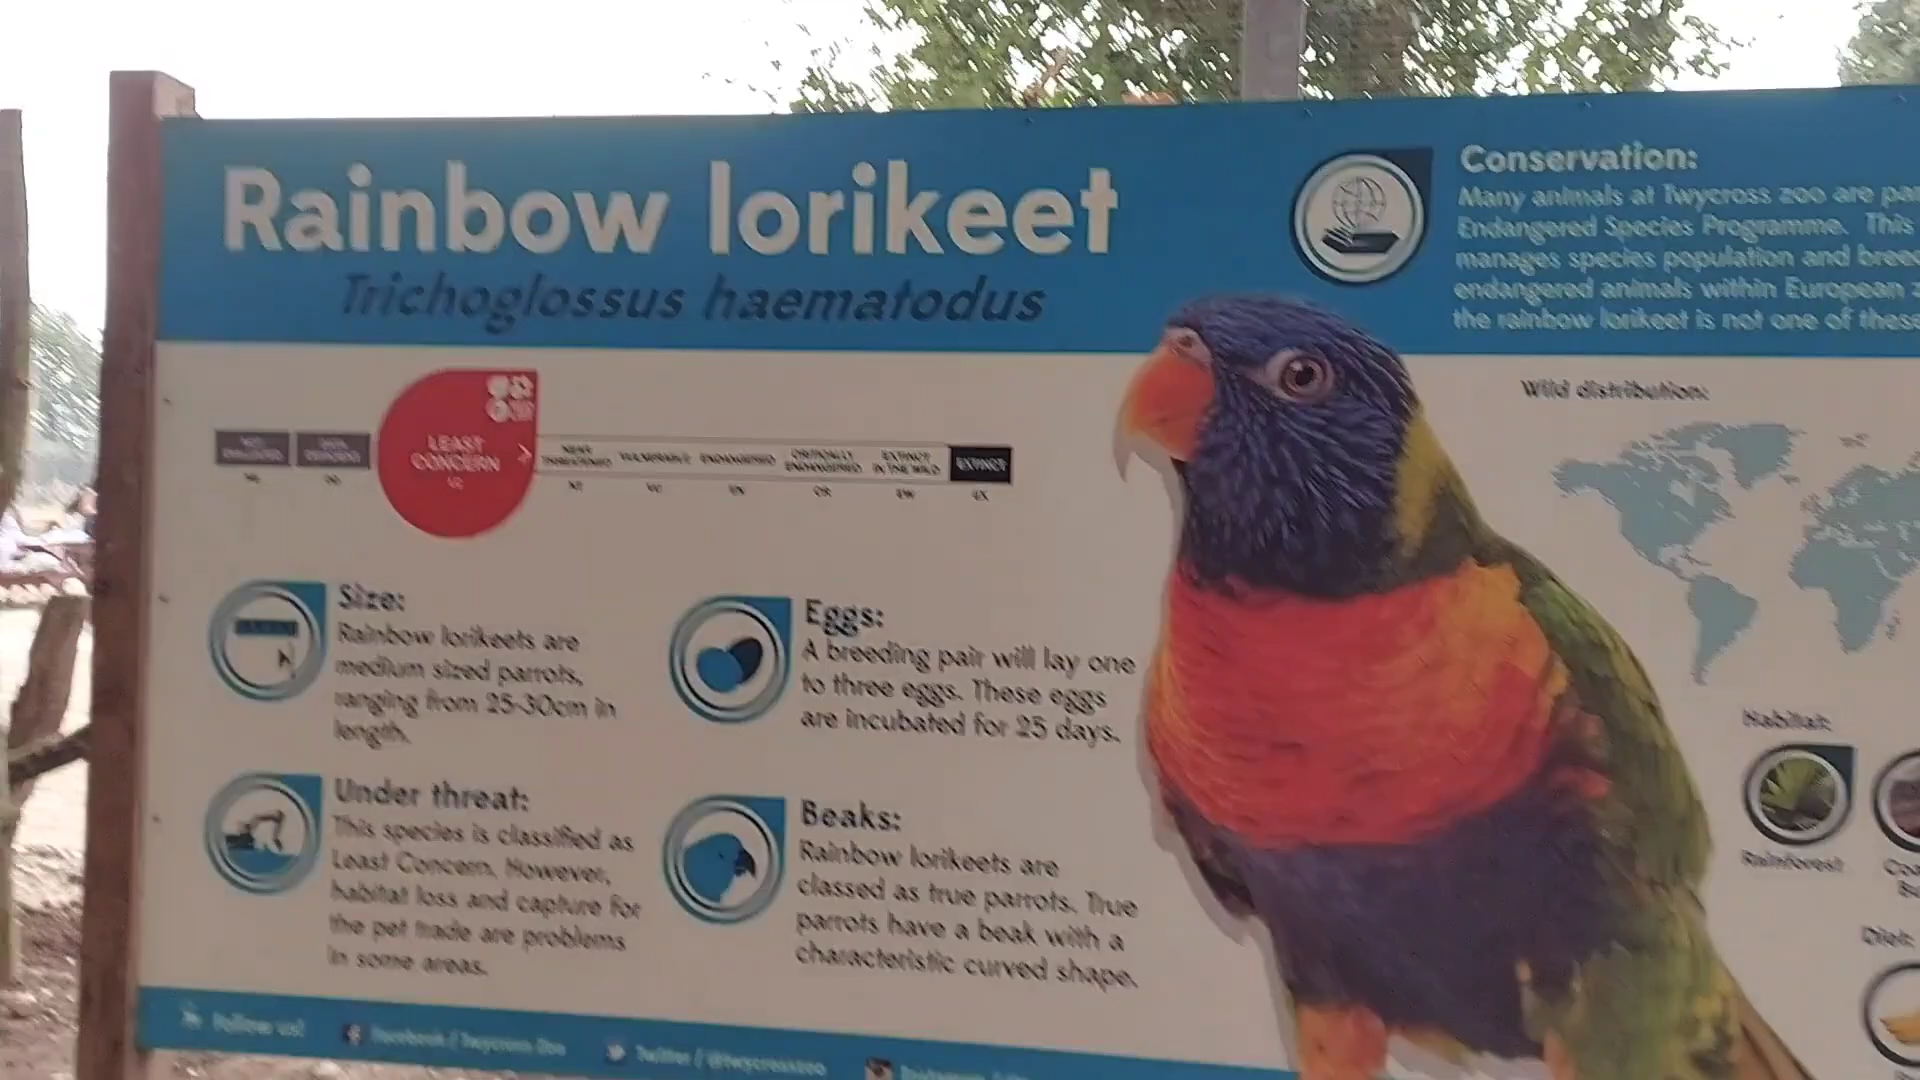 Rainbow lorikeet
Trichoglossus haematodus
Conservation:
Many animals at Twycross zoo are
Endangered Species Programme. This
manages species population and
endangered animals within European
the rainbow lorikeet is not one of these
LEAST
CONCERN
LC
NEAR
THREATENED
VULNERABLE
ENDANGERED
CRITICALLY
ENDANGERED
EXTINCT
IN THE WILD
EXTINCT
NT
VU
EN
CR
EW
EX
Size:
Rainbow lorikeets are
medium sized parrots,
ranging from 25-30cm in
length.
Eggs:
A breeding pair will lay one
to three eggs. These eggs
are incubated for 25 days.
Under threat:
This species is classified as
Least Concern. However,
habitat loss and capture for
the pet trade are problems
in some areas.
Beaks:
Rainbow lorikeets are
classed as true parrots. True
parrots have a beak with a
characteristic curved shape.
Wild distribution:
Habitat:
Rainforest
Diet:
Follow us!
Facebook / Twycross Zoo
Twitter / @twycrosszoo